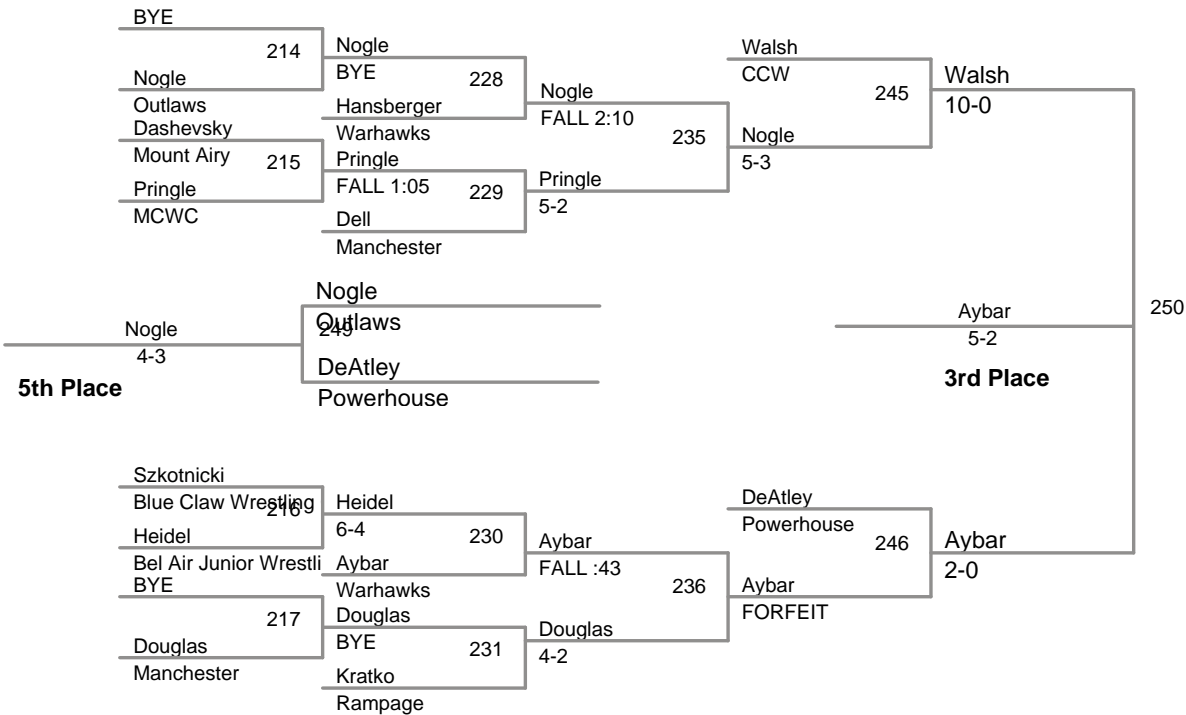 BYE
214
Nogle
Outlaws
Nogle
BYE
228
Hansberger
Warhawks
Dashevsky
Mount Airy
215
Pringle
MCWC
Pringle
FALL 1:05
229
Dell
Manchester
Nogle
FALL 2:10
235
Pringle
5-2
Walsh
CCW
245
Nogle
5-3
Walsh
10-0
Nogle
Outlaws
249
DeAtley
Powerhouse
Nogle
4-3
5th Place
Aybar
5-2
3rd Place
250
Szkotnicki
Blue Claw Wrestling
216
Heidel
Bel Air Junior Wrestli
Heidel
6-4
230
Aybar
Warhawks
BYE
217
Douglas
Manchester
Douglas
BYE
231
Kratko
Rampage
Aybar
FALL :43
236
Douglas
4-2
DeAtley
Powerhouse
246
Aybar
FORFEIT
Aybar
2-0